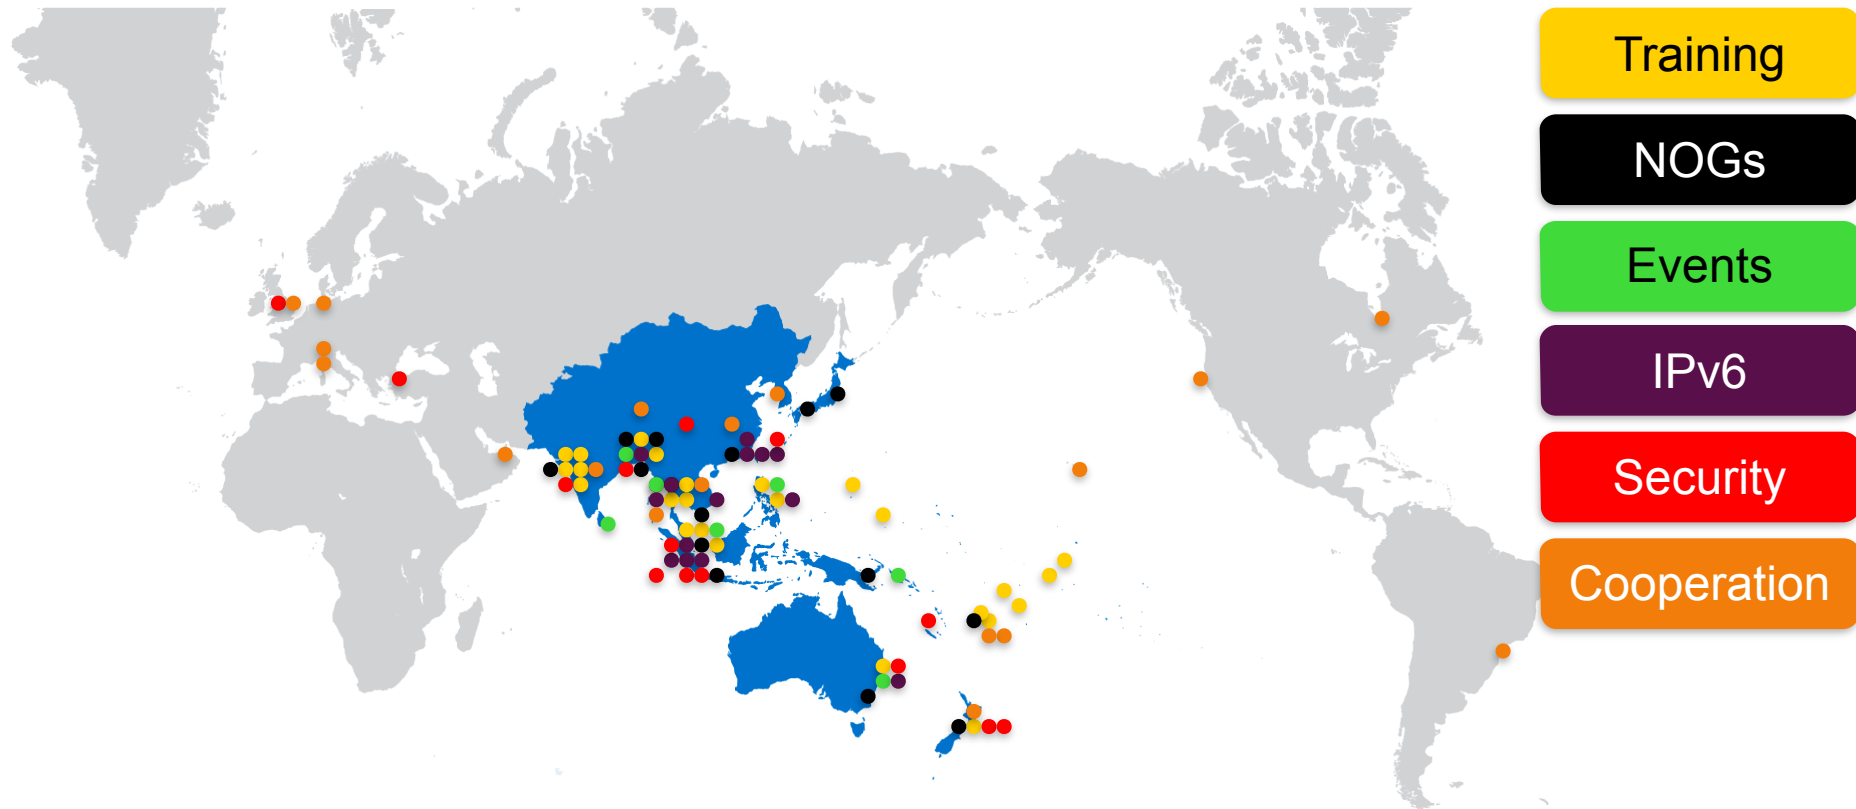 Training
NOGs
Events
IPv6
Security
Cooperation